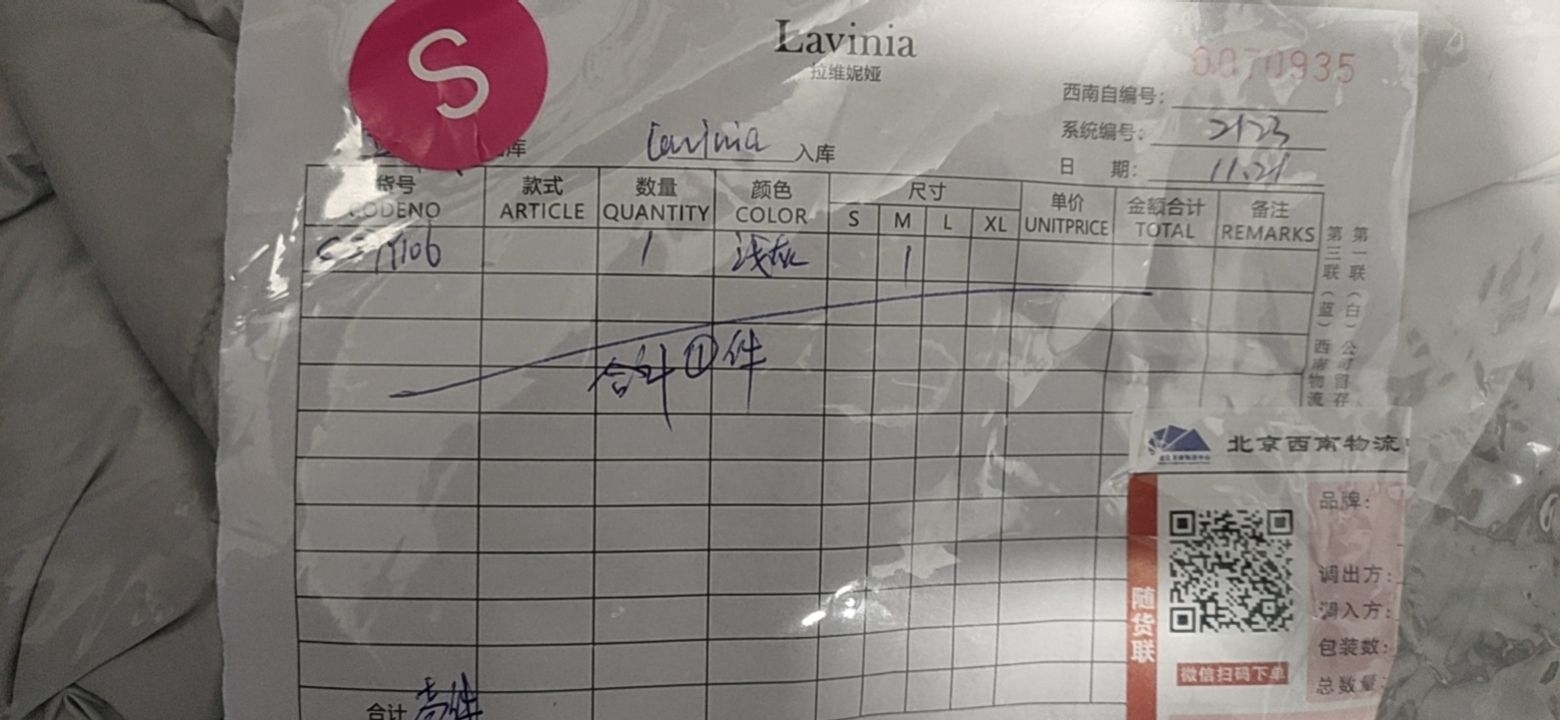 S
Lavinia
拉维妮娅
0070935
西南自编号:
系统编号: 2123
日 期: 11.21
库 Lavinia 入库
货号 款式 数量 颜色 尺寸 单价 金额合计 备注
CODENO ARTICLE QUANTITY COLOR S M L XL UNITPRICE TOTAL REMARKS
1 浅灰 1
合计①件
第一联(白)公司留存
第三联(蓝)西南物流
北京西南物流
随货联
品牌:
调出方:
调入方:
包装数:
总数量:
微信扫码下单
合计 壹件